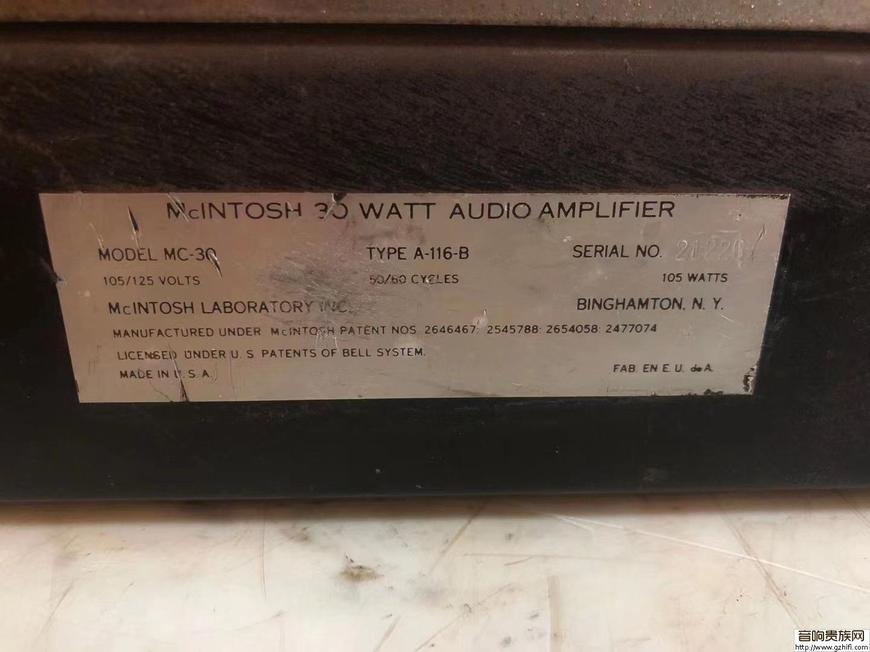 McINTOSH 30 WATT AUDIO AMPLIFIER
MODEL MC-30 TYPE A-116-B SERIAL NO.
105/125 VOLTS 50/60 CYCLES 105 WATTS
McINTOSH LABORATORY INC. BINGHAMTON, N. Y.
MANUFACTURED UNDER McINTOSH PATENT NOS. 2646467; 2545788; 2654058; 2477074
LICENSED UNDER U. S. PATENTS OF BELL SYSTEM.
MADE IN U. S. A. FAB. EN E. U. de A.
音响贵族网
http://www.gzhifi.com